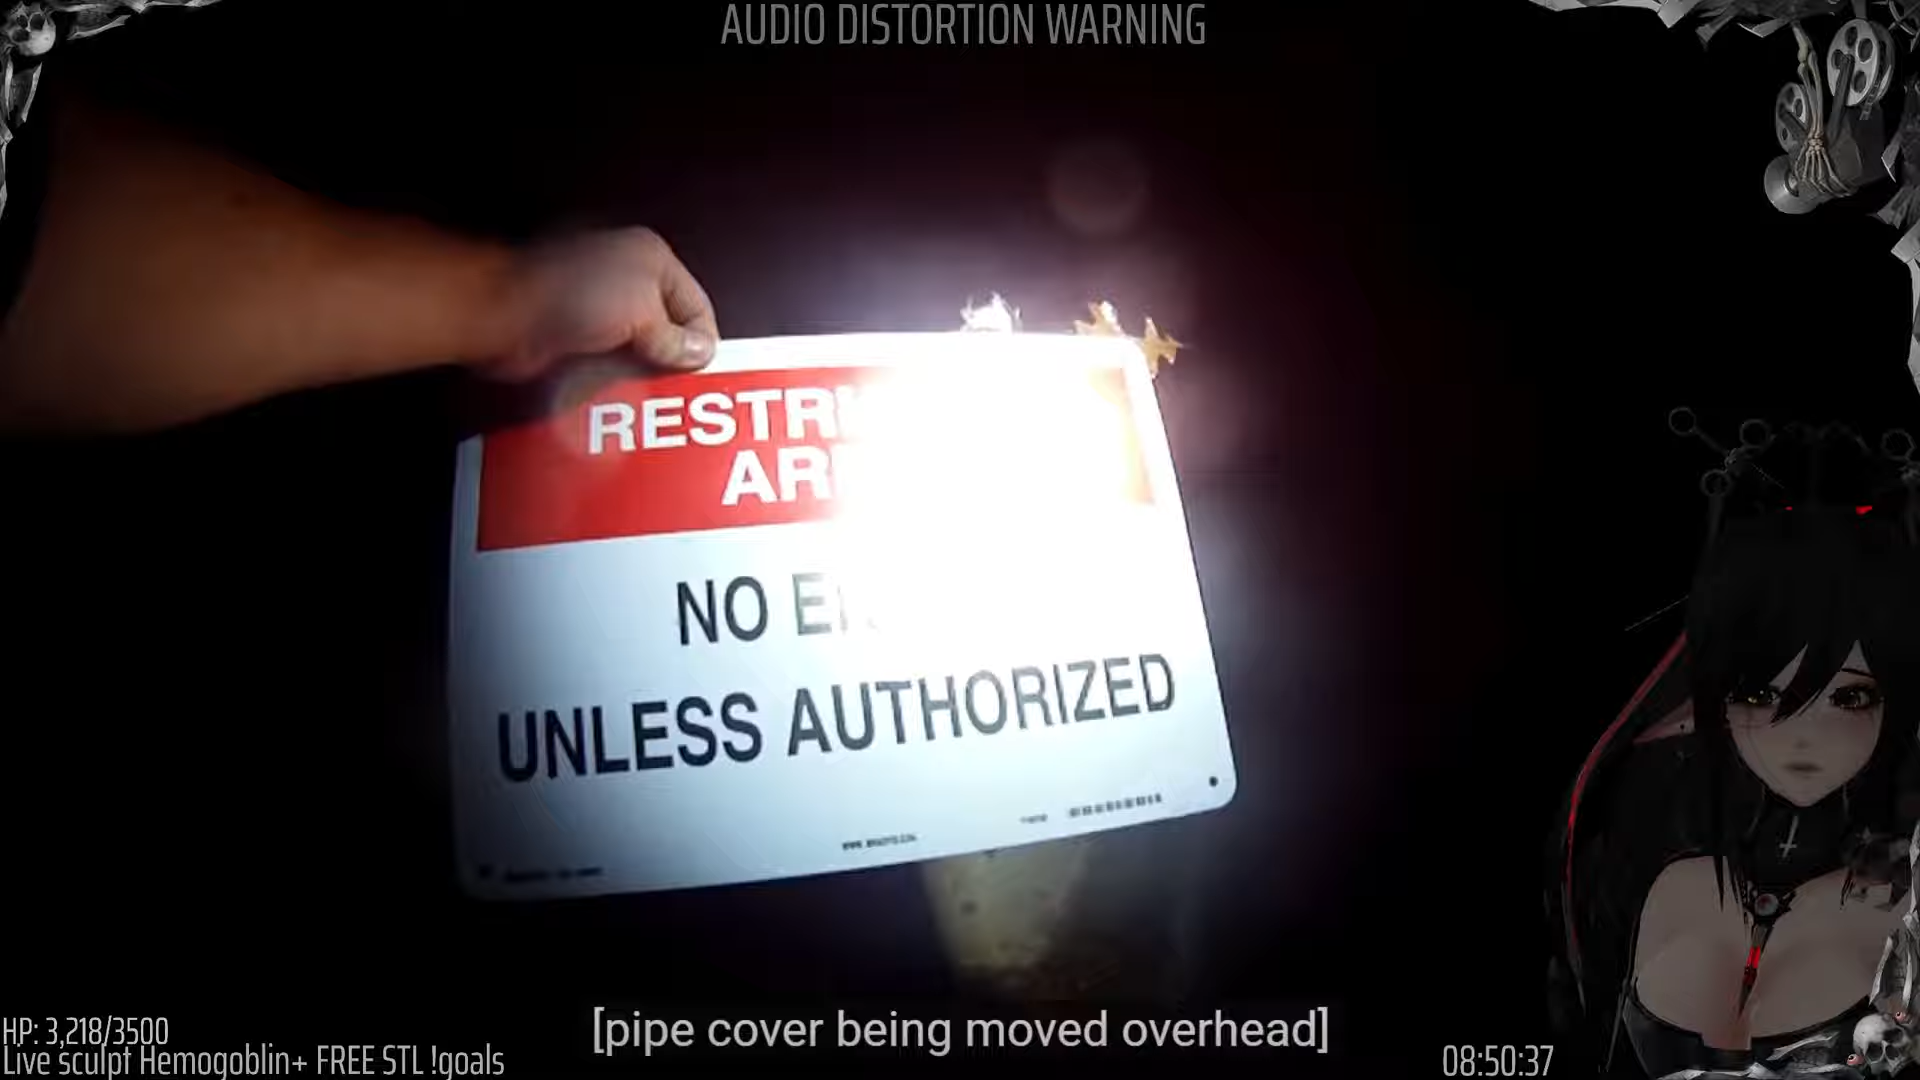 AUDIO DISTORTION WARNING
RESTRI
AR
NO E
UNLESS AUTHORIZED
[pipe cover being moved overhead]
HP: 3,218/3500
Live sculpt Hemogoblin+ FREE STL !goals
08:50:37